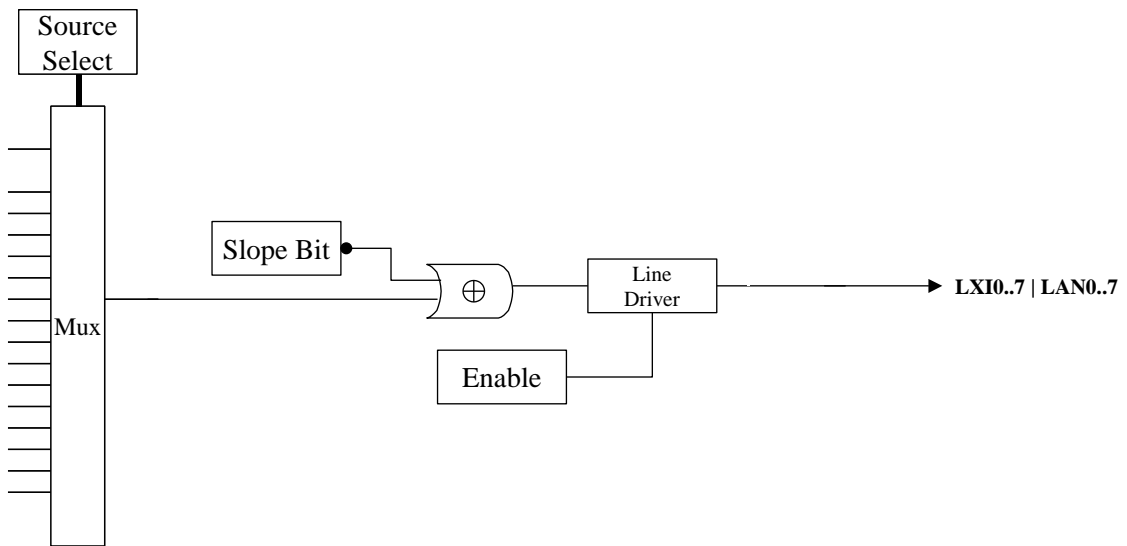 Source
Select
Slope Bit
Line
Driver
LXI0..7 | LAN0..7
Mux
Enable